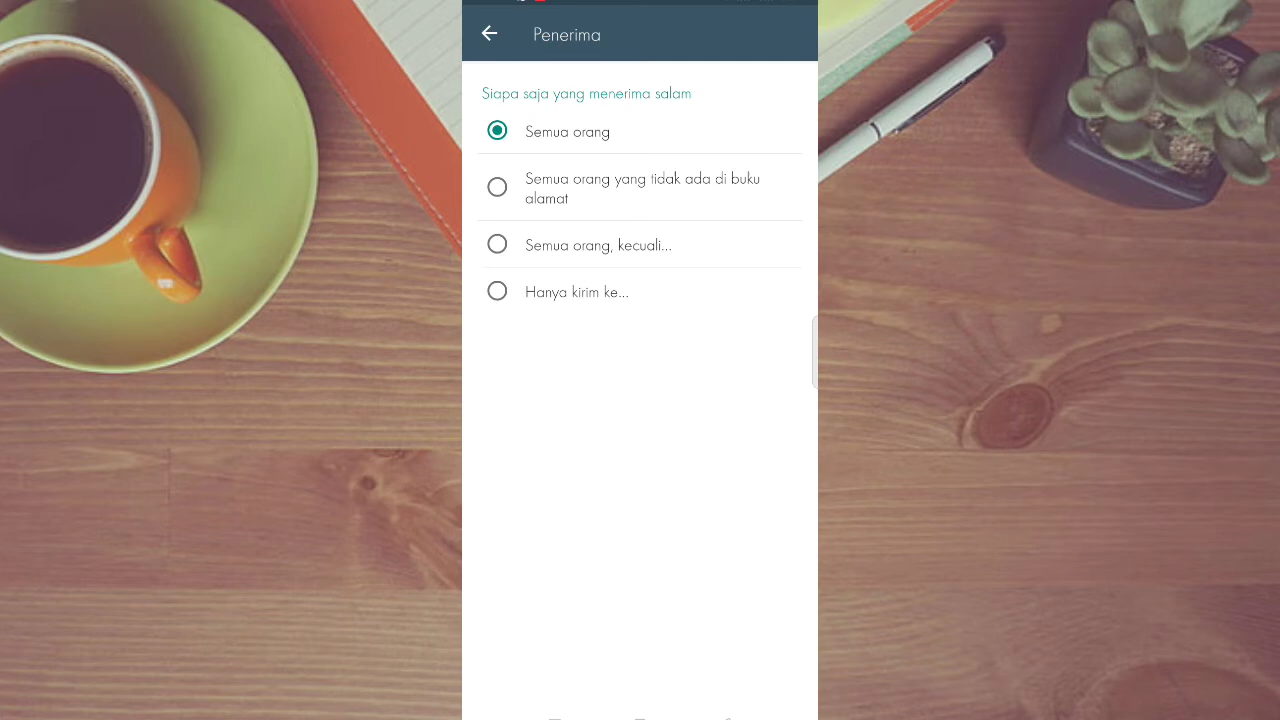 Penerima
Siapa saja yang menerima salam
Semua orang
Semua orang yang tidak ada di buku
alamat
Semua orang, kecuali...
Hanya kirim ke...